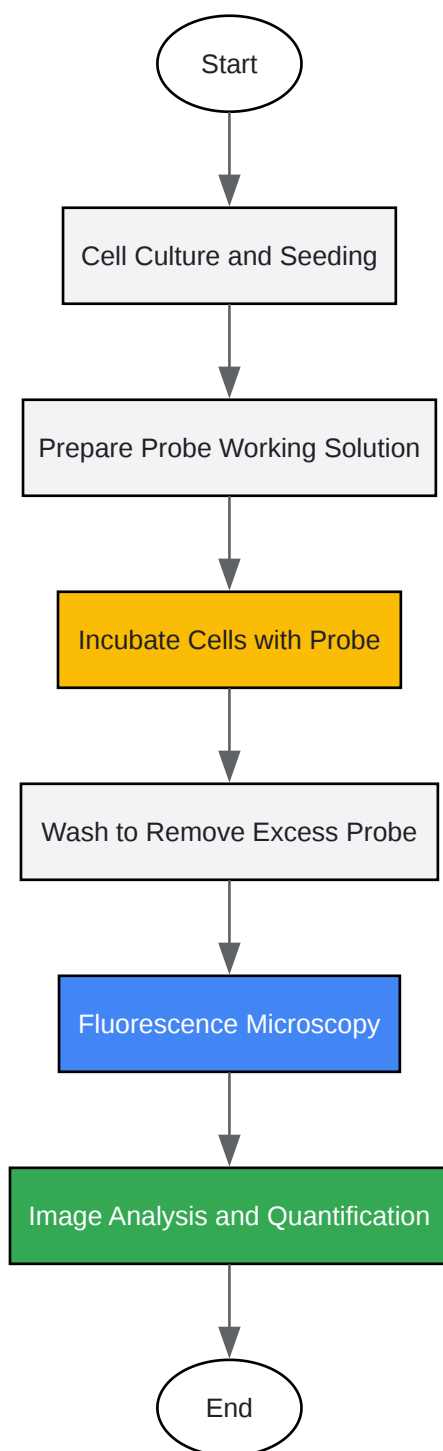 Start
Cell Culture and Seeding
Prepare Probe Working Solution
Incubate Cells with Probe
Wash to Remove Excess Probe
Fluorescence Microscopy
Image Analysis and Quantification
End